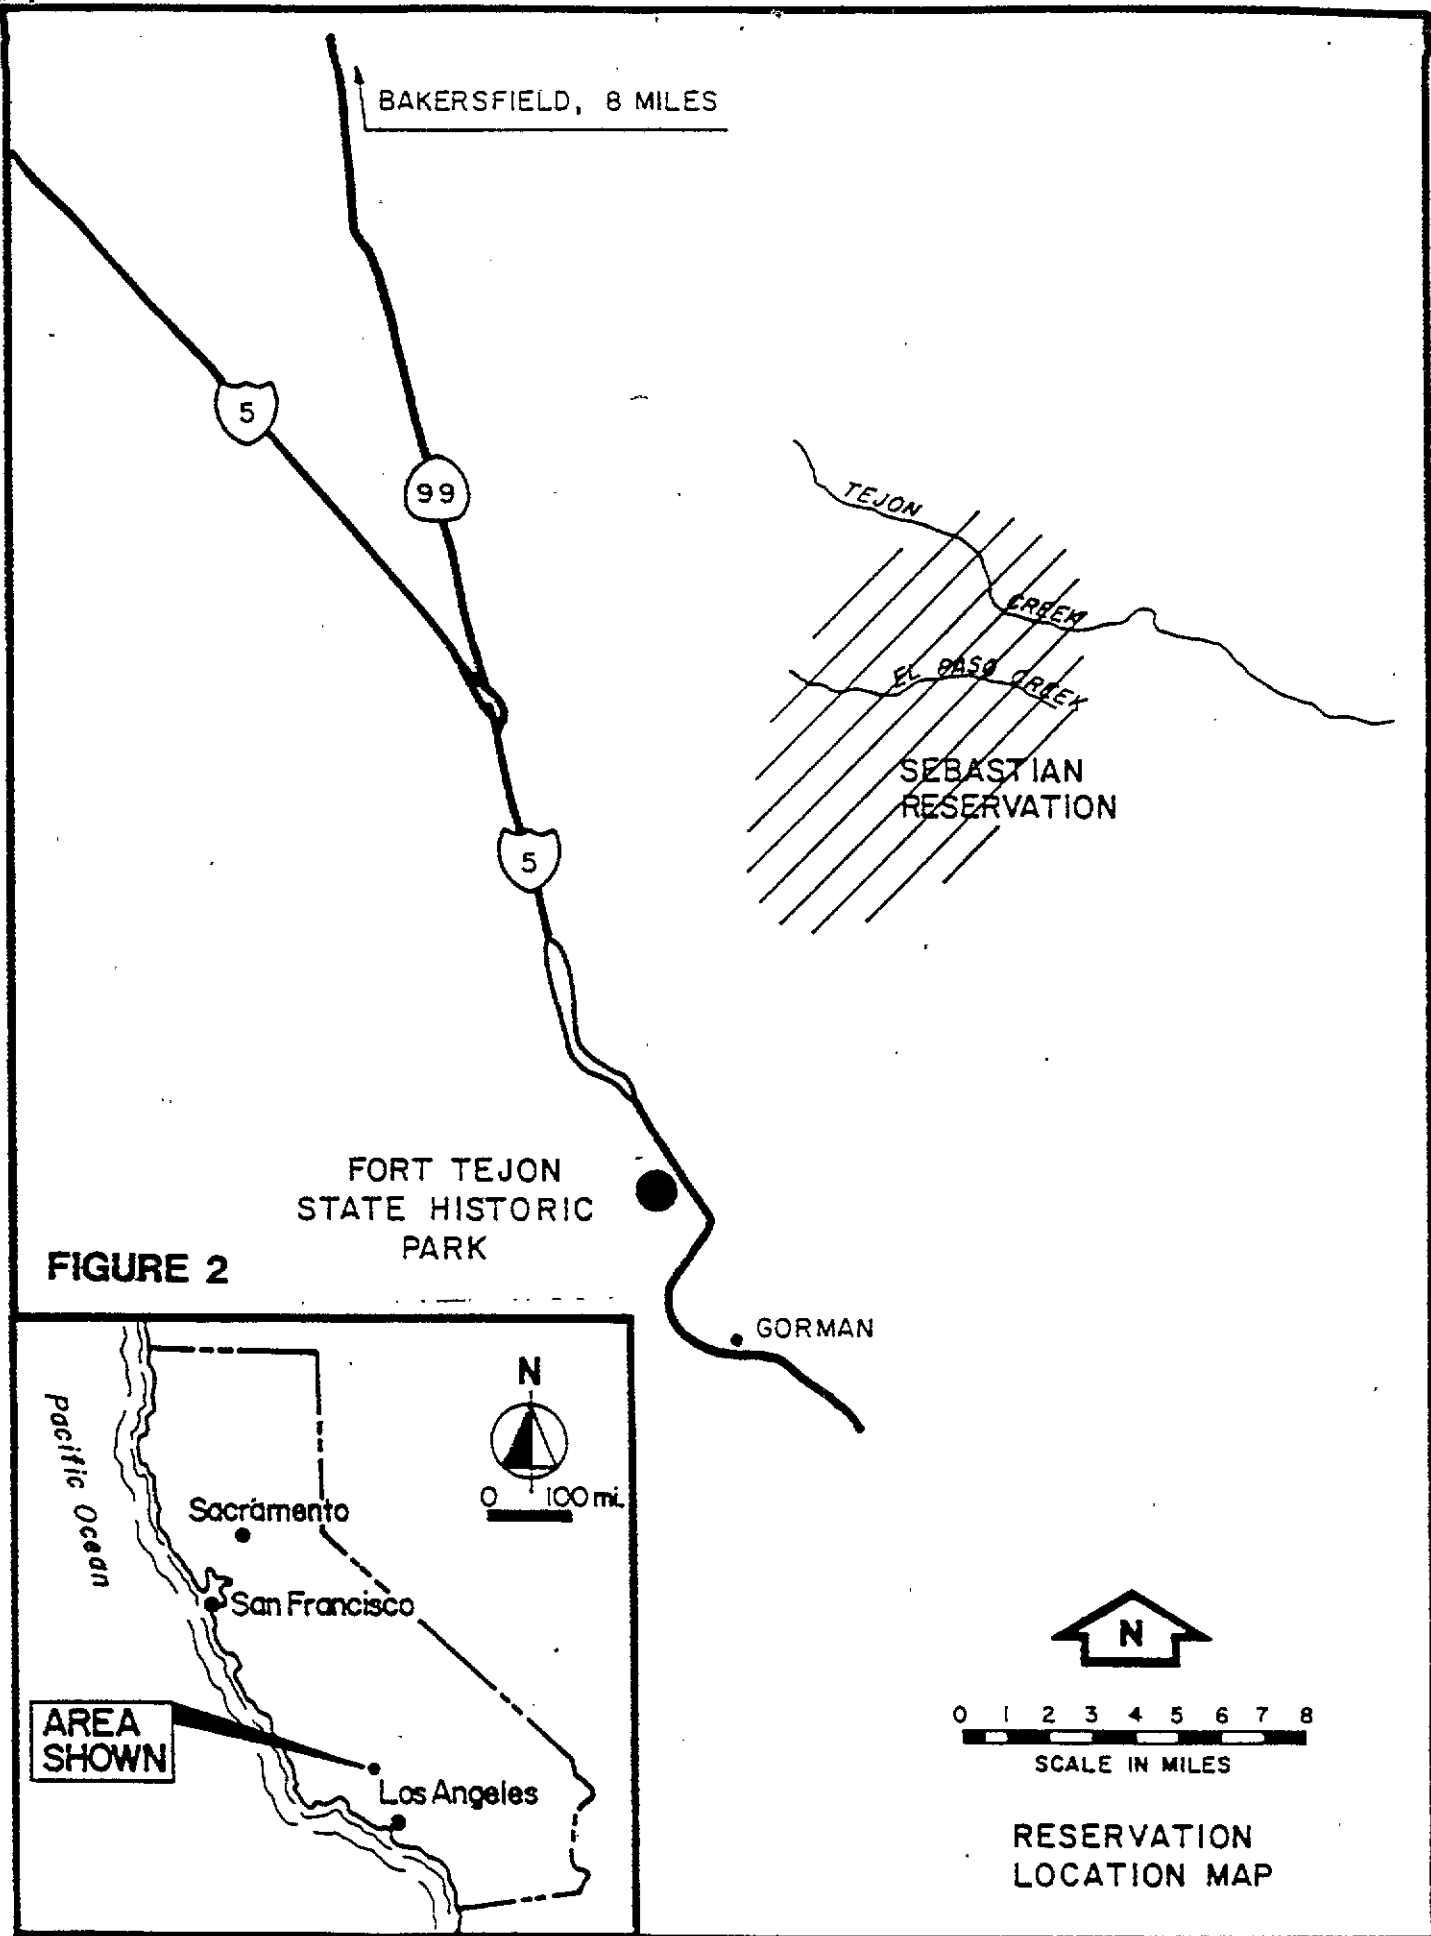 BAKERSFIELD, 8 MILES
5
99
TEJON
CREEK
EL PASO CREEK
SEBASTIAN
RESERVATION
5
FORT TEJON
STATE HISTORIC
PARK
FIGURE 2
GORMAN
N
Pacific Ocean
0 100 mi.
Sacramento
San Francisco
AREA
SHOWN
Los Angeles
N
0 1 2 3 4 5 6 7 8
SCALE IN MILES
RESERVATION
LOCATION MAP